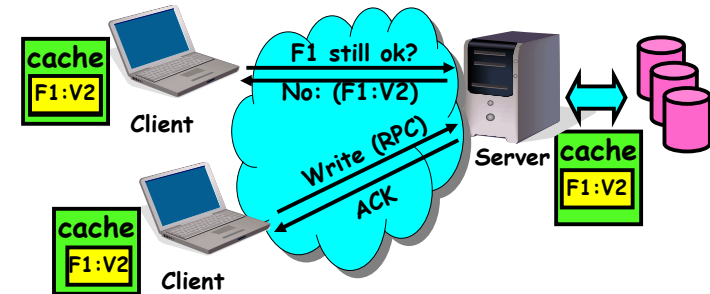 cache
F1:V2
Client
F1 still ok?
No: (F1:V2)
Write (RPC)
ACK
Server
cache
F1:V2
cache
F1:V2
Client